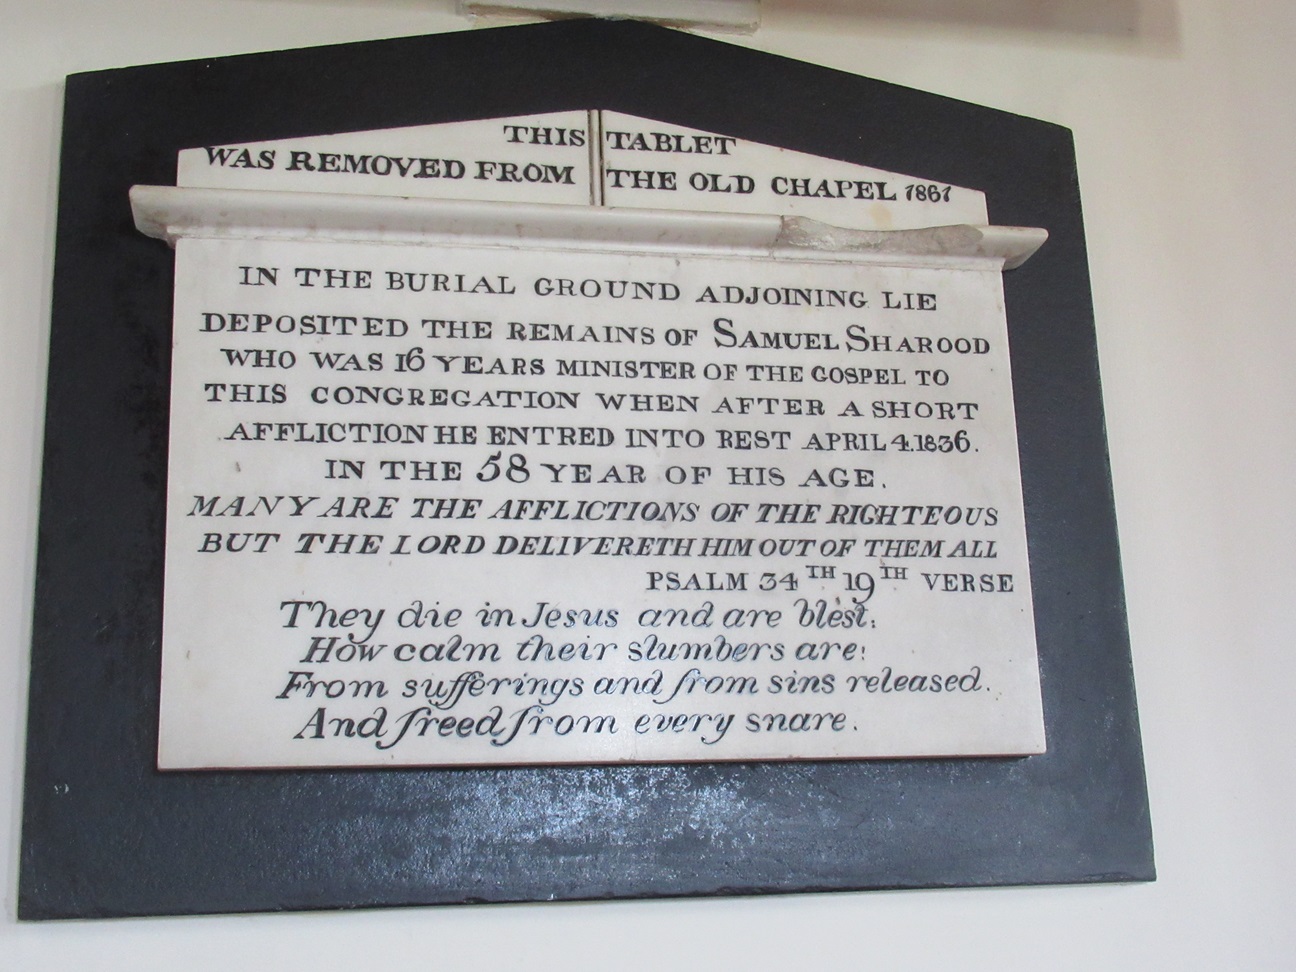 THIS TABLET
WAS REMOVED FROM THE OLD CHAPEL 1861
IN THE BURIAL GROUND ADJOINING LIE
DEPOSITED THE REMAINS OF SAMUEL SHAROOD
WHO WAS 16 YEARS MINISTER OF THE GOSPEL TO
THIS CONGREGATION WHEN AFTER A SHORT
AFFLICTION HE ENTRED INTO REST APRIL 4.1836.
IN THE 58 YEAR OF HIS AGE.
MANY ARE THE AFFLICTIONS OF THE RIGHTEOUS
BUT THE LORD DELIVERETH HIM OUT OF THEM ALL
PSALM 34TH 19TH VERSE
They die in Jesus and are blest;
How calm their slumbers are!
From sufferings and from sins released.
And freed from every snare.